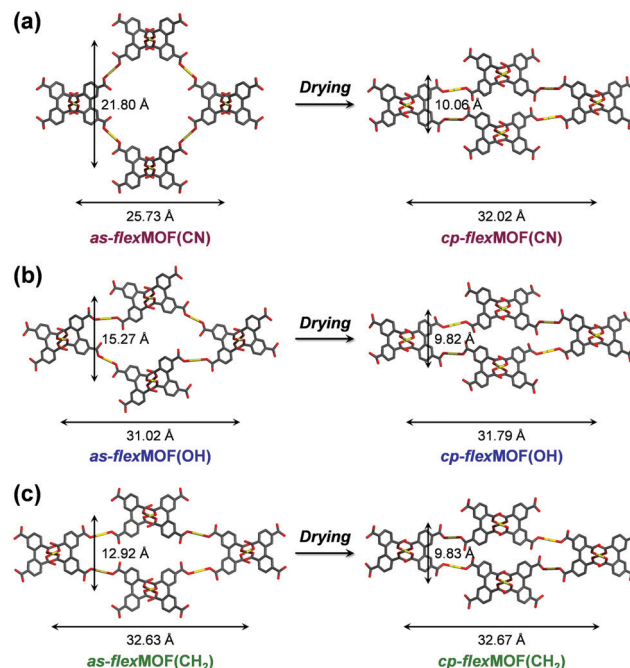 (a)
21.80 Å
Drying
10.06 Å
25.73 Å
32.02 Å
as-flexMOF(CN)
cp-flexMOF(CN)
(b)
15.27 Å
Drying
9.82 Å
31.02 Å
31.79 Å
as-flexMOF(OH)
cp-flexMOF(OH)
(c)
12.92 Å
Drying
9.83 Å
32.63 Å
32.67 Å
as-flexMOF(CH₂)
cp-flexMOF(CH₂)